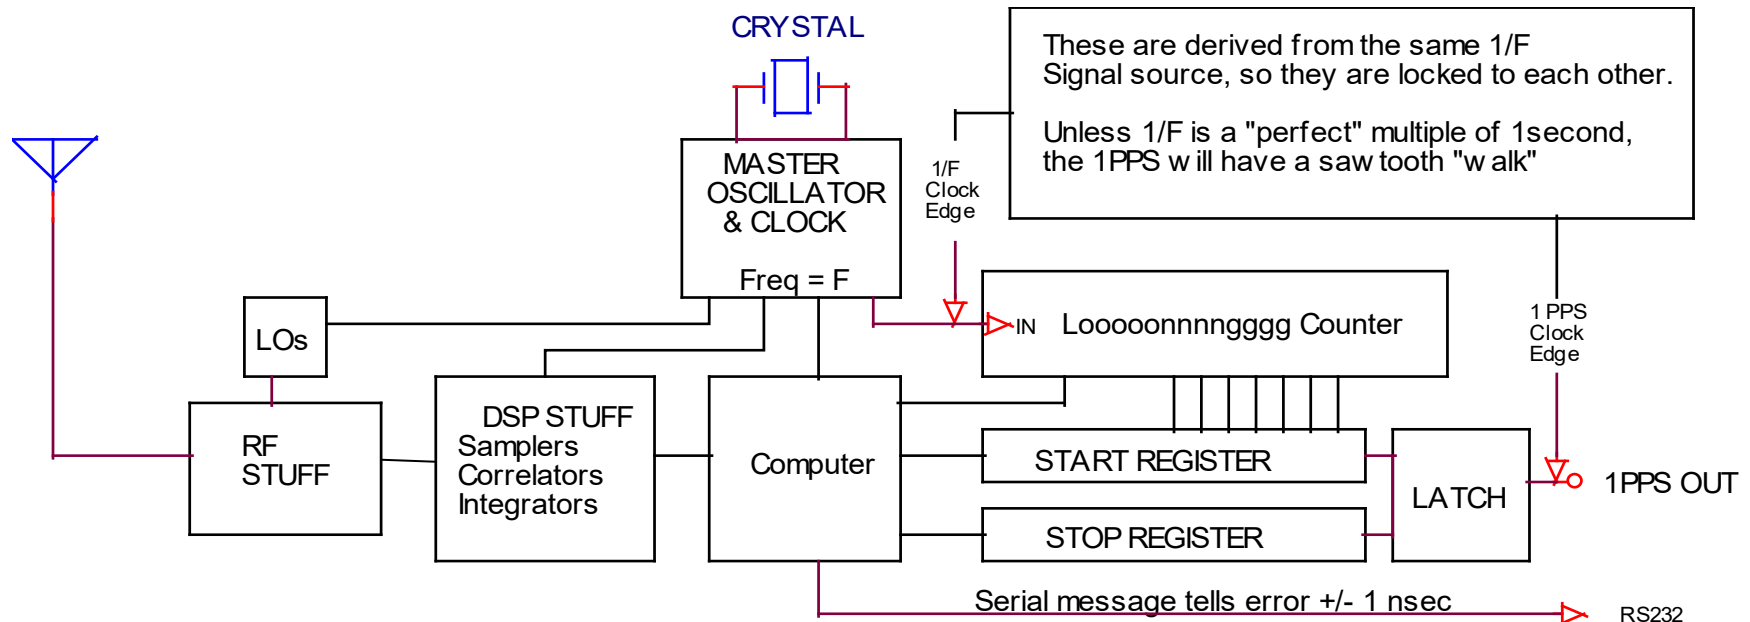 CRYSTAL
These are derived from the same 1/F
Signal source, so they are locked to each other.
Unless 1/F is a "perfect" multiple of 1second,
the 1PPS will have a saw tooth "walk"
MASTER
OSCILLATOR
& CLOCK
Freq = F
1/F
Clock
Edge
LOs
IN
Looooonnnngggg Counter
1 PPS
Clock
Edge
RF
STUFF
DSP STUFF
Samplers
Correlators
Integrators
Computer
START REGISTER
STOP REGISTER
LATCH
1PPS OUT
Serial message tells error +/- 1 nsec
RS232